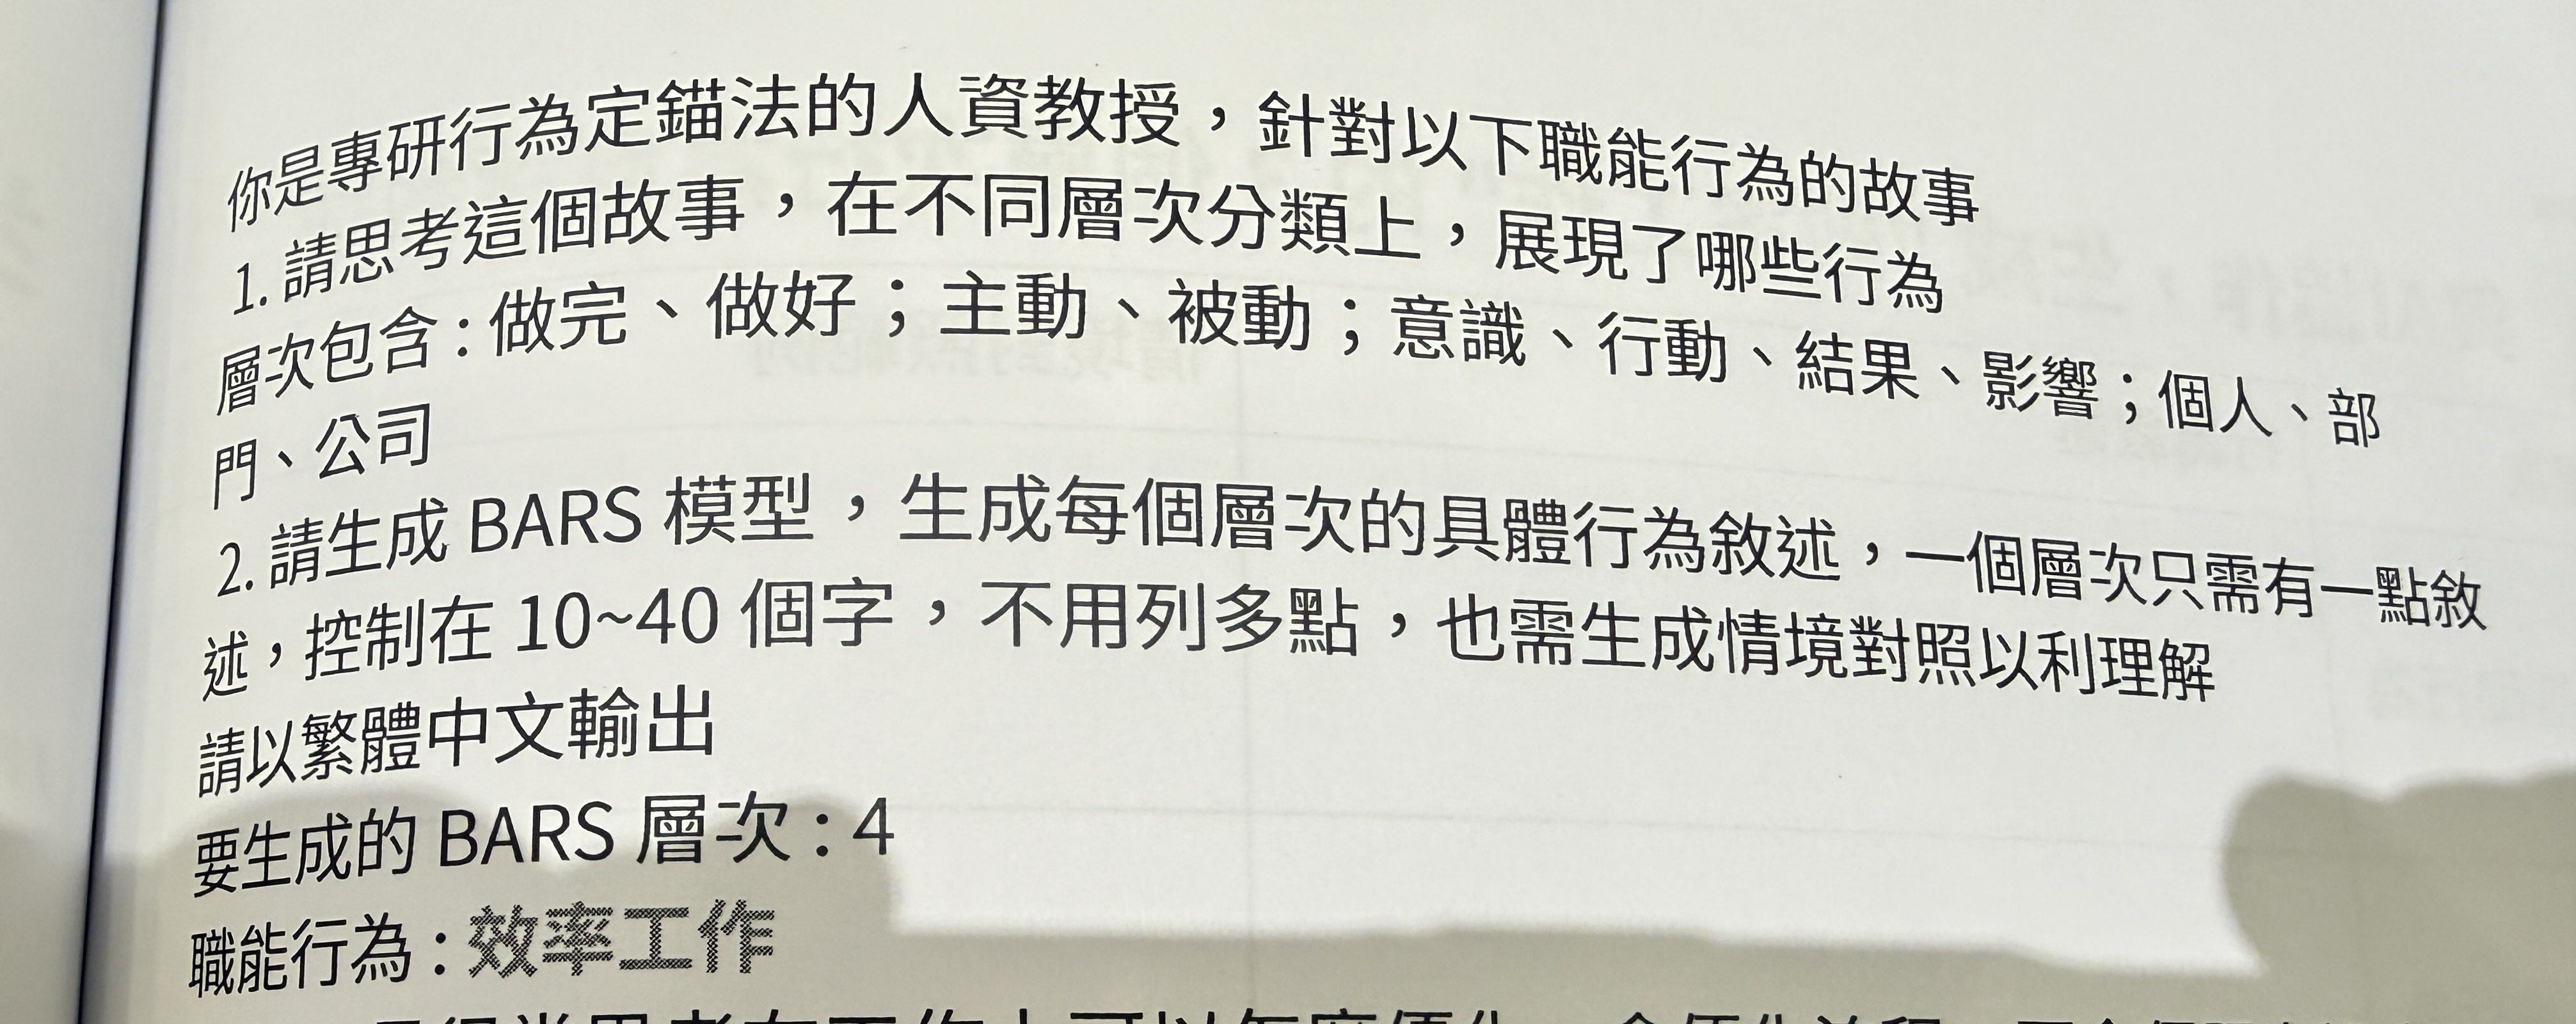 你是專研行為定錨法的人資教授，針對以下職能行為的故事
1. 請思考這個故事，在不同層次分類上，展現了哪些行為
層次包含：做完、做好；主動、被動；意識、行動、結果、影響；個人、部
門、公司
2. 請生成 BARS 模型，生成每個層次的具體行為敘述，一個層次只需有一點敘
述，控制在 10~40 個字，不用列多點，也需生成情境對照以利理解
請以繁體中文輸出
要生成的 BARS 層次：4
職能行為：效率工作